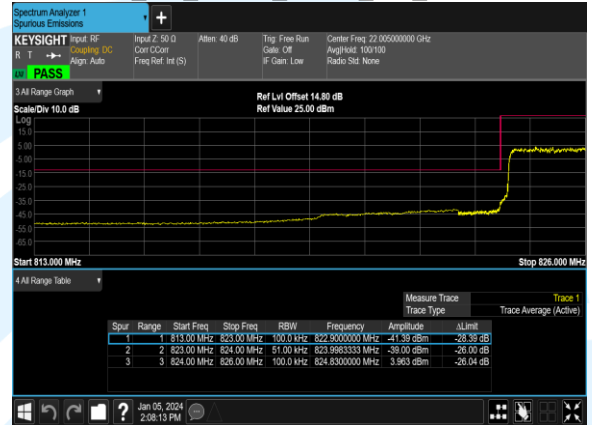 Spectrum Analyzer 1
Spurious Emissions
KEYSIGHT Input: RF Input Z: 50 Ω Atten: 40 dB Trig: Free Run Center Freq: 22.005000000 GHz
R T Coupling: DC Corr CCorr Gate: Off Avg|Hold: 100/100
Align: Auto Freq Ref: Int (S) IF Gain: Low Radio Std: None
PASS
3 All Range Graph
Ref Lvl Offset 14.80 dB
Scale/Div 10.0 dB Ref Value 25.00 dBm
Log
15.0
5.00
-5.00
-15.0
-25.0
-35.0
-45.0
-55.0
-65.0
Start 813.000 MHz Stop 826.000 MHz
4 All Range Table
Measure Trace Trace 1
Trace Type Trace Average (Active)
Spur Range Start Freq Stop Freq RBW Frequency Amplitude ΔLimit
1 1 813.00 MHz 823.00 MHz 100.0 kHz 822.9000000 MHz -41.39 dBm -28.39 dB
2 2 823.00 MHz 824.00 MHz 51.00 kHz 823.9983333 MHz -39.00 dBm -26.00 dB
3 3 824.00 MHz 826.00 MHz 100.0 kHz 824.8300000 MHz 3.963 dBm -26.04 dB
? Jan 05, 2024
2:08:13 PM